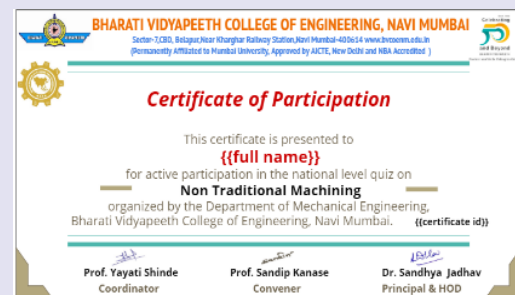 BHARATI VIDYAPEETH COLLEGE OF ENGINEERING, NAVI MUMBAI
Sector-7,CBD, Belapur,Near Kharghar Railway Station,Navi Mumbai-400614 www.bvcoenm.edu.in
(Permanently Affiliated to Mumbai University, Approved by AICTE, New Delhi and NBA Accredited )
Celebrating
and Beyond
Certificate of Participation
This certificate is presented to
{{full name}}
for active participation in the national level quiz on
Non Traditional Machining
organized by the Department of Mechanical Engineering,
Bharati Vidyapeeth College of Engineering, Navi Mumbai. {{certificate id}}
Prof. Yayati Shinde Prof. Sandip Kanase Dr. Sandhya Jadhav
Coordinator Convener Principal & HOD